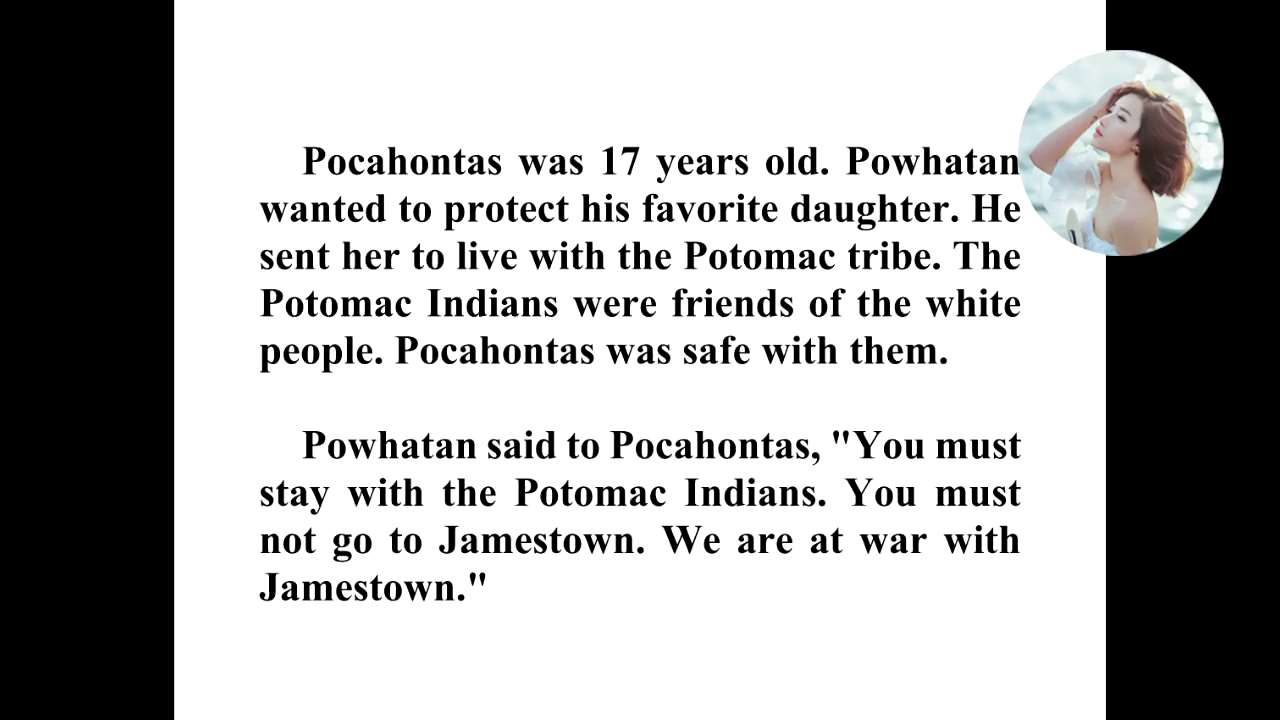 Pocahontas was 17 years old. Powhatan
wanted to protect his favorite daughter. He
sent her to live with the Potomac tribe. The
Potomac Indians were friends of the white
people. Pocahontas was safe with them.
Powhatan said to Pocahontas, "You must
stay with the Potomac Indians. You must
not go to Jamestown. We are at war with
Jamestown."